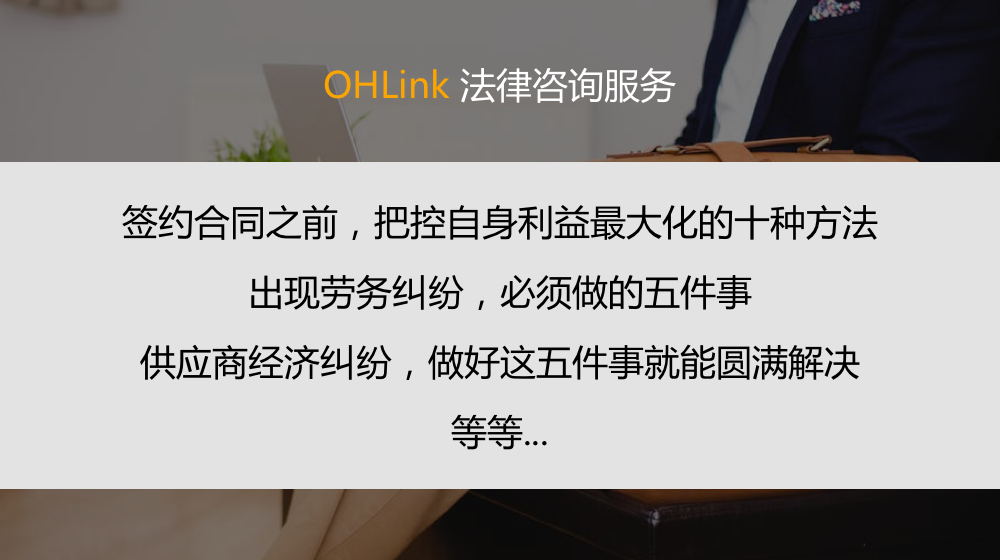 OHLink 法律咨询服务
签约合同之前，把控自身利益最大化的十种方法
出现劳务纠纷，必须做的五件事
供应商经济纠纷，做好这五件事就能圆满解决
等等...